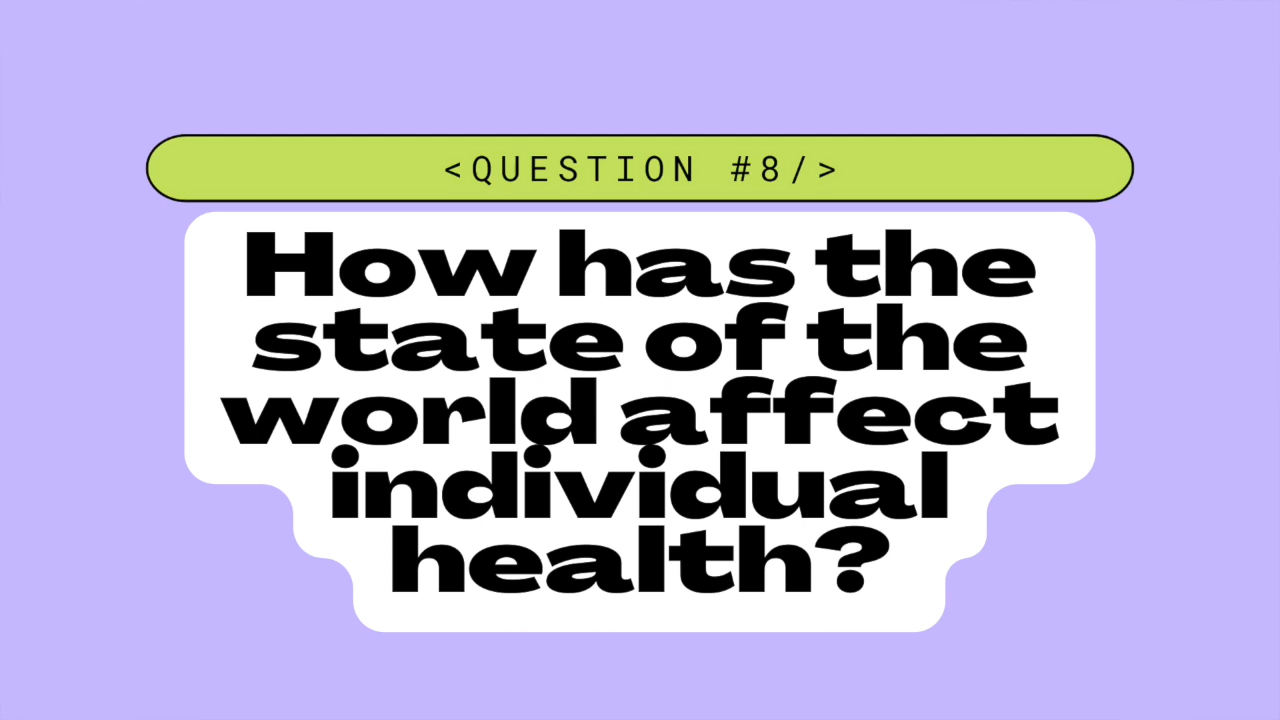 <QUESTION #8/>
How has the
state of the
world affect
individual
health?